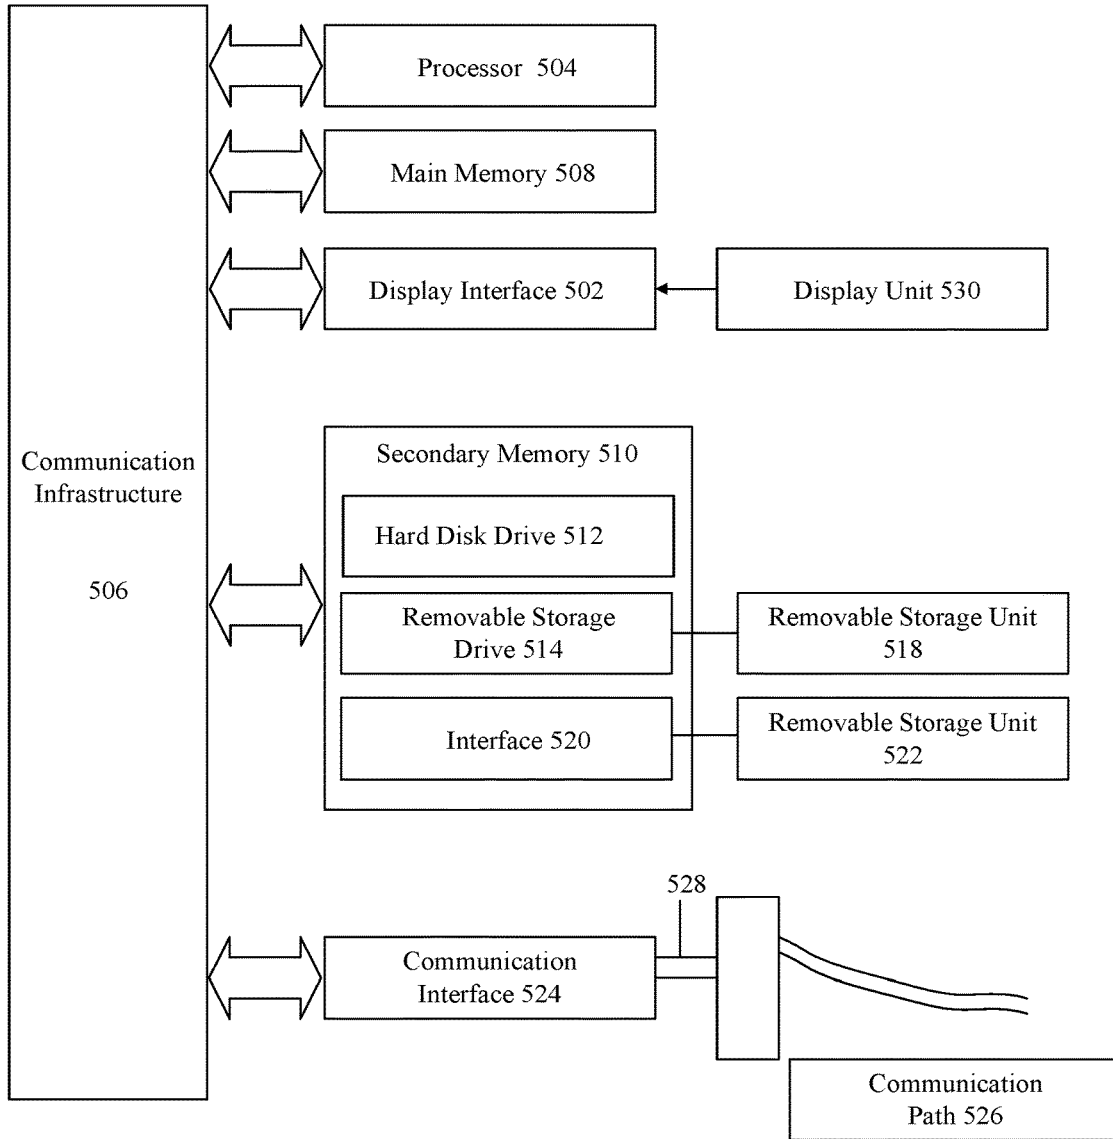 Processor 504
Main Memory 508
Display Interface 502
Display Unit 530
Communication
Infrastructure
506
Secondary Memory 510
Hard Disk Drive 512
Removable Storage
Drive 514
Removable Storage Unit
518
Interface 520
Removable Storage Unit
522
528
Communication
Interface 524
Communication
Path 526